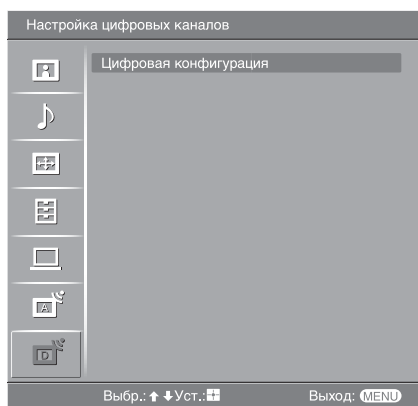 Настройка цифровых каналов
Цифровая конфигурация
A
D
Выбр.: ↑ ↓ Уст.: Выход: MENU